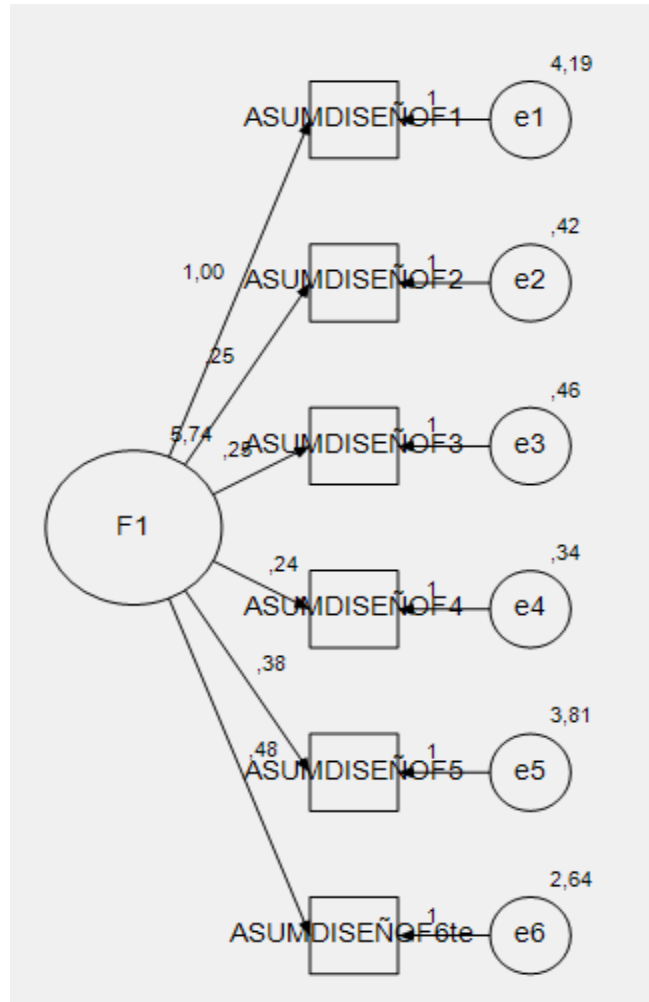 4,19
ASUMDISEÑOF1
1
e1
,42
1,00
ASUMDISEÑOF2
1
e2
,25
,46
5,74
,25
ASUMDISEÑOF3
1
e3
F1
,34
,24
ASUMDISEÑOF4
1
e4
,38
3,81
,48
ASUMDISEÑOF5
1
e5
2,64
ASUMDISEÑOF6te
1
e6